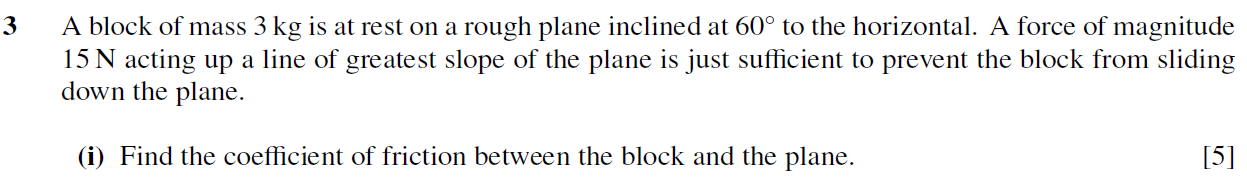 3 A block of mass 3 kg is at rest on a rough plane inclined at 60° to the horizontal. A force of magnitude
15 N acting up a line of greatest slope of the plane is just sufficient to prevent the block from sliding
down the plane.
(i) Find the coefficient of friction between the block and the plane. [5]